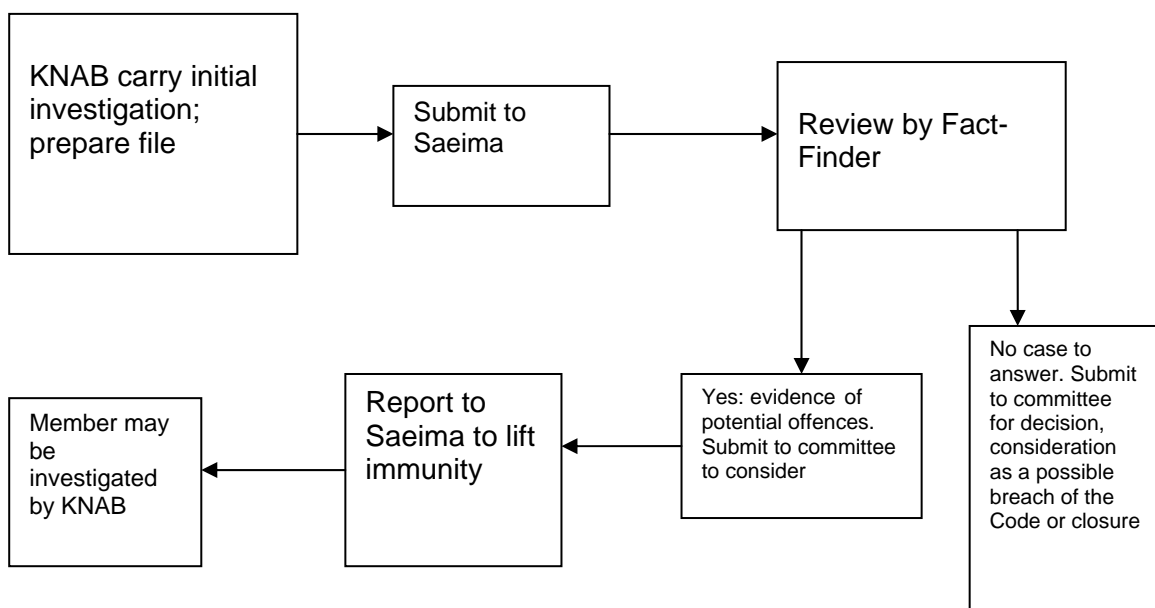 KNAB carry initial
investigation;
prepare file
Submit to
Saeima
Review by Fact-
Finder
Member may
be
investigated
by KNAB
Report to
Saeima to lift
immunity
Yes: evidence of
potential offences.
Submit to committee
to consider
No case to
answer. Submit
to committee
for decision,
consideration
as a possible
breach of the
Code or closure